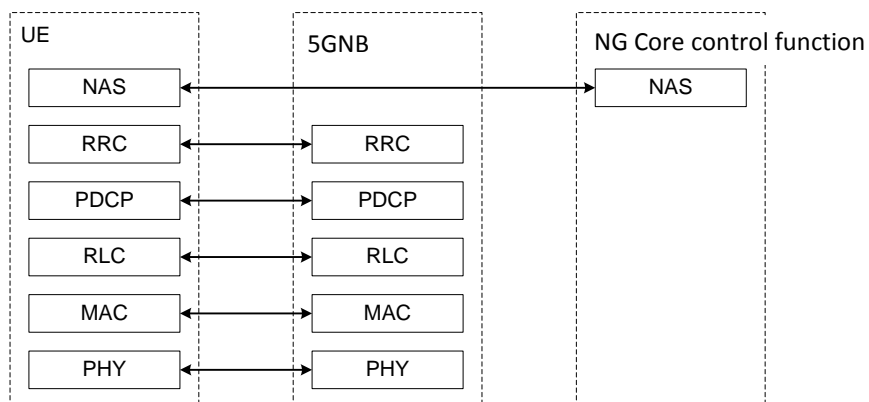 UE
5GNB
NG Core control function
NAS
NAS
RRC
RRC
PDCP
PDCP
RLC
RLC
MAC
MAC
PHY
PHY